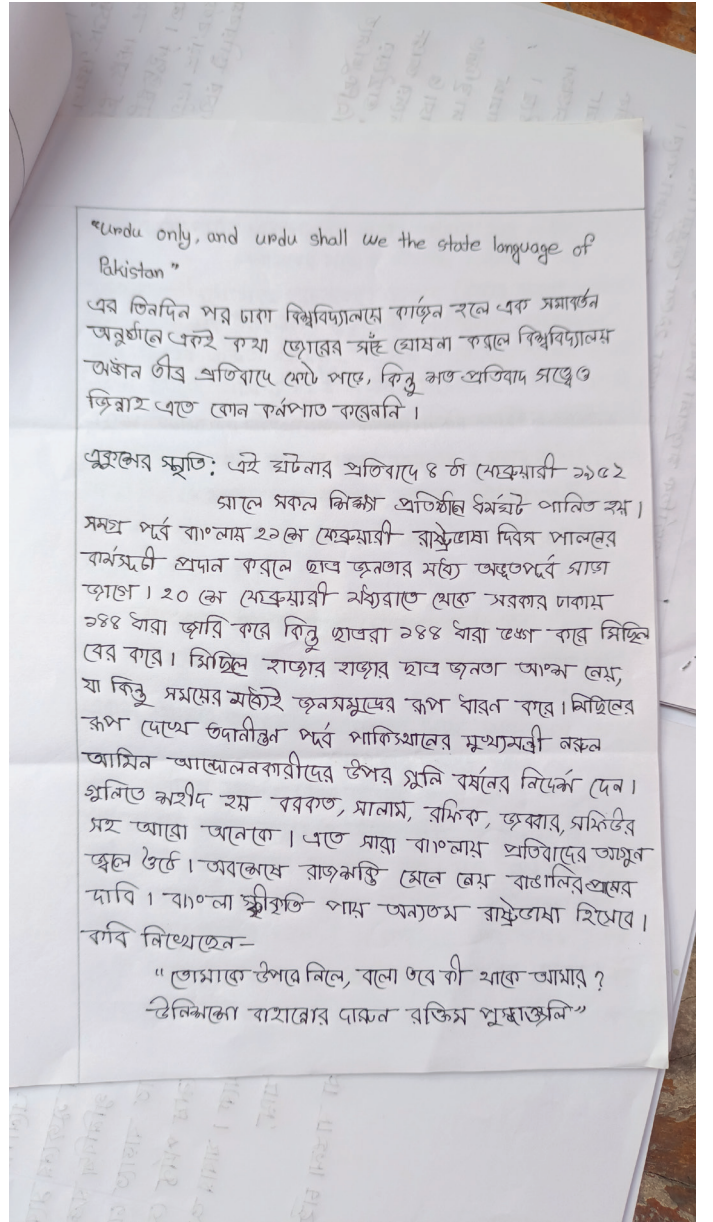 "Urdu only, and urdu shall we the state language of
Pakistan"
এর তিনদিন পর ঢাকা বিশ্ববিদ্যালয়ে কার্জন হলে এক সমাবর্তন
অনুষ্ঠানে একই কথা জোরের সঙ্গে ঘোষনা করলে বিশ্ববিদ্যালয়
অঙ্গন তীব্র প্রতিবাদে ফেটে পড়ে, কিন্তু শত প্রতিবাদ সত্ত্বেও
জিন্নাহ এতে কোন কর্নপাত করেননি।
একুশের স্মৃতি: এই ঘটনার প্রতিবাদে ৪ ঠা ফেব্রুয়ারী ১৯৫২
সালে সকল শিক্ষা প্রতিষ্ঠানে ধর্মঘট পালিত হয়।
সমগ্র পূর্ব বাংলায় ২১শে ফেব্রুয়ারী রাষ্ট্রভাষা দিবস পালনের
কর্মসূচী প্রদান করলে ছাত্র জনতার মধ্যে অদ্ভূতপূর্ব সাড়া
জাগে। ২০ শে ফেব্রুয়ারী মধ্যরাতে থেকে সরকার ঢাকায়
১৪৪ ধারা জারি করে কিন্তু ছাত্ররা ১৪৪ ধারা ভঙ্গ করে মিছিল
বের করে। মিছিলে হাজার হাজার ছাত্র জনতা অংশ নেয়,
যা কিছু সময়ের মধ্যেই জনসমুদ্রের রূপ ধারন করে। মিছিলের
রূপ দেখে তদানীন্তন পূর্ব পাকিস্থানের মুখ্যমন্ত্রী নরুল
আমিন আন্দোলনকারীদের উপর গুলি বর্ষনের নির্দেশ দেন।
গুলিতে শহীদ হয় বরকত, সালাম, রফিক, জব্বার, সফিউর
সহ আরো অনেকে। এতে সারা বাংলায় প্রতিবাদের আগুন
জ্বলে ওঠে। অবশেষে রাজশক্তি মেনে নেয় বাঙালির প্রানের
দাবি। বাংলা স্বীকৃতি পায় অন্যতম রাষ্ট্রভাষা হিসেবে।
কবি লিখেছেন–
"তোমাকে উপরে নিলে, বলো তবে কী থাকে আমার?
উনিশশো বাহান্নোর দারুন রক্তিম পুষ্পাঞ্জলি"